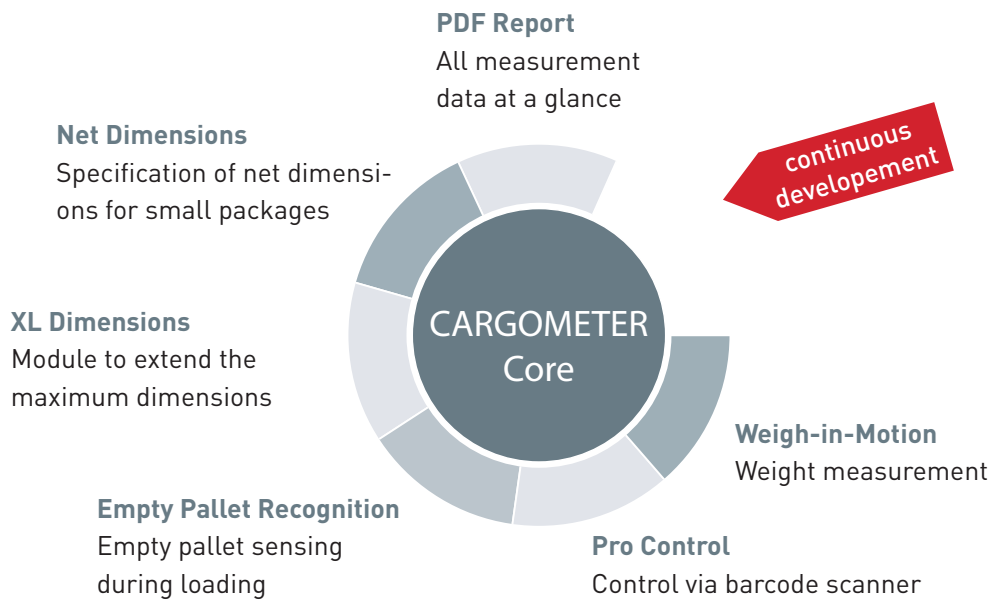 PDF Report
All measurement
data at a glance
Net Dimensions
Specification of net dimensi-
ons for small packages
continuous
developement
XL Dimensions
Module to extend the
maximum dimensions
CARGOMETER
Core
Weigh-in-Motion
Weight measurement
Empty Pallet Recognition
Empty pallet sensing
during loading
Pro Control
Control via barcode scanner